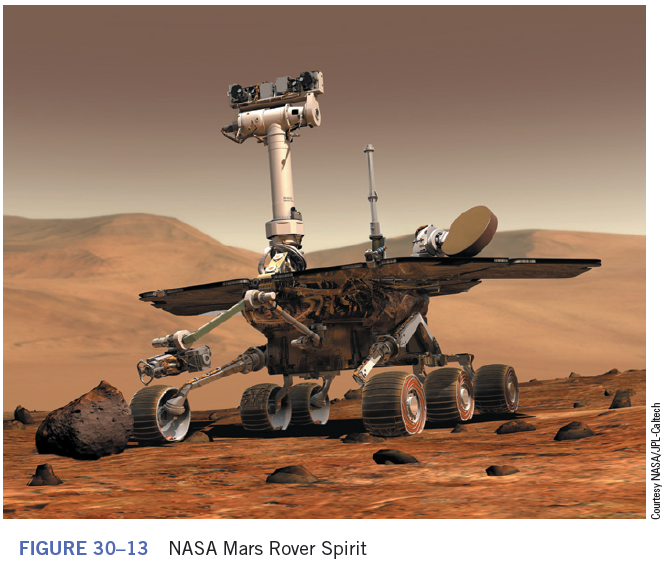 Courtesy NASA/JPL-Caltech
FIGURE 30–13 NASA Mars Rover Spirit